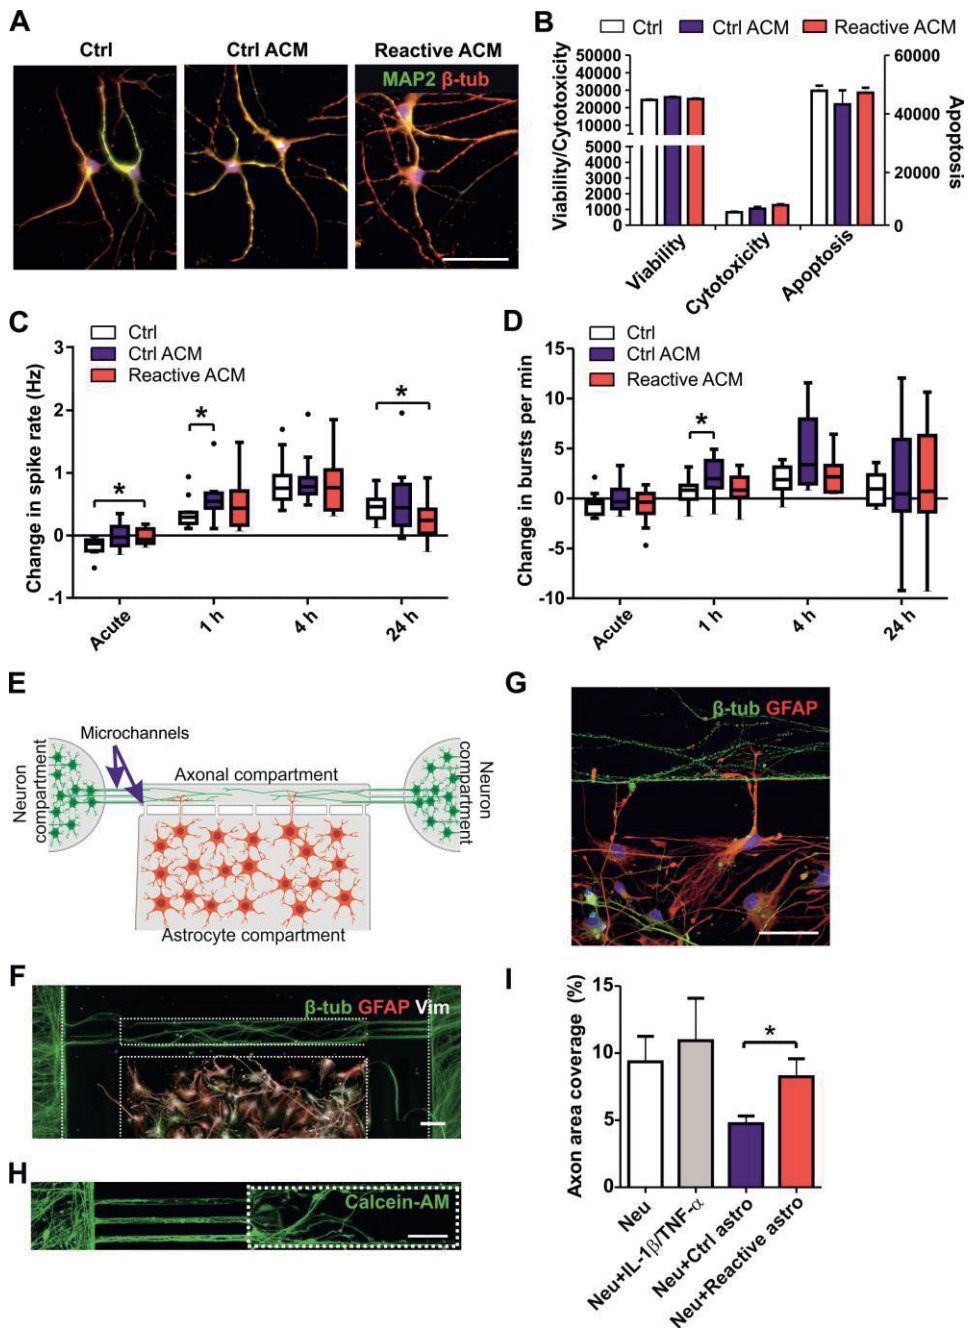 A
Ctrl
Ctrl ACM
Reactive ACM
MAP2 β-tub
B
Ctrl
Ctrl ACM
Reactive ACM
Viability/Cytotoxicity
50000
45000
40000
35000
30000
25000
20000
15000
10000
5000
4000
3000
2000
1000
0
60000
40000
20000
0
Apoptosis
Viability
Cytotoxicity
Apoptosis
C
Ctrl
Ctrl ACM
Reactive ACM
Change in spike rate (Hz)
3
2
1
0
-1
*
*
*
Acute
1 h
4 h
24 h
D
Ctrl
Ctrl ACM
Reactive ACM
Change in bursts per min
15
10
5
0
-5
-10
*
Acute
1 h
4 h
24 h
E
Microchannels
Neuron
compartment
Axonal compartment
Neuron
compartment
Astrocyte compartment
G
β-tub GFAP
F
β-tub GFAP Vim
H
Calcein-AM
I
Axon area coverage (%)
15
10
5
0
*
Neu
Neu+IL-1β/TNF-α
Neu+Ctrl astro
Neu+Reactive astro